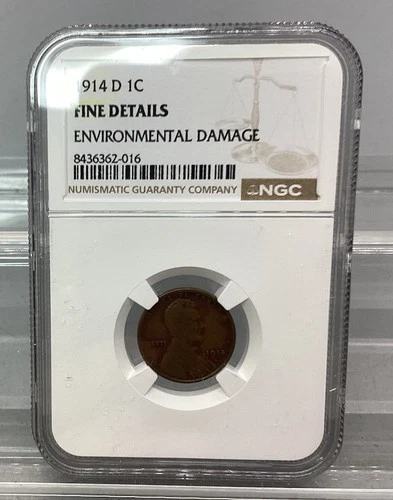 1914 D 1C
FINE DETAILS
ENVIRONMENTAL DAMAGE
8436362-016
NUMISMATIC GUARANTY COMPANY NGC